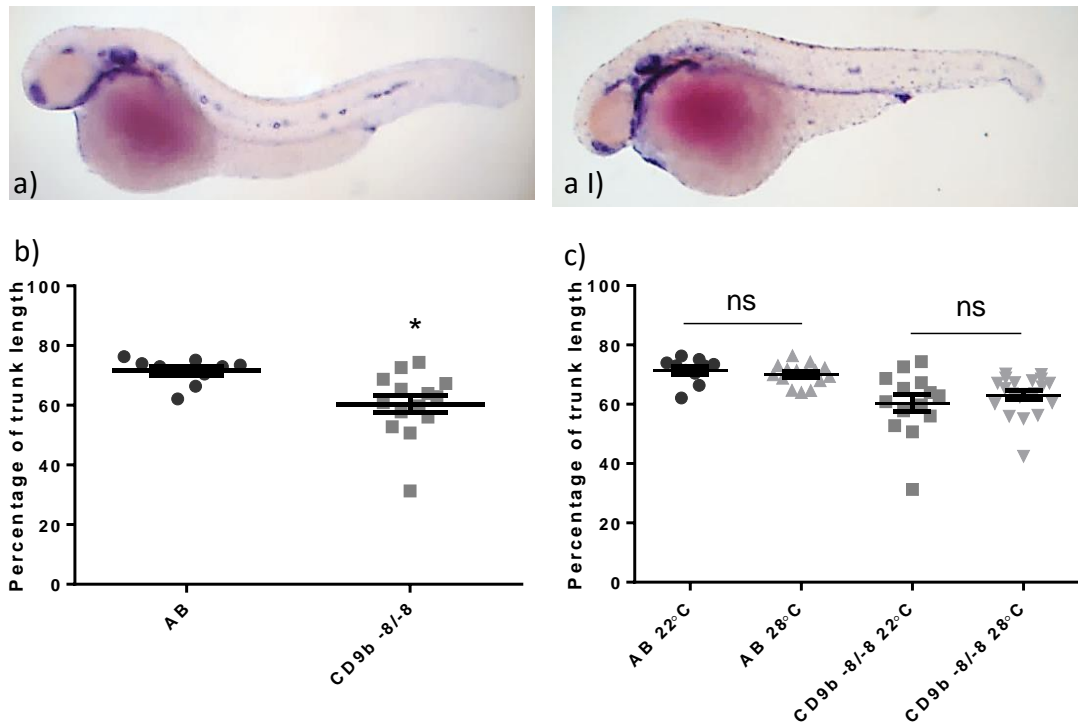 a)
a I)
b)
Percentage of trunk length
100
80
60
40
20
0
*
AB
CD9b -8/-8
c)
Percentage of trunk length
100
80
60
40
20
0
ns
ns
AB 22°C
AB 28°C
CD9b -8/-8 22°C
CD9b -8/-8 28°C